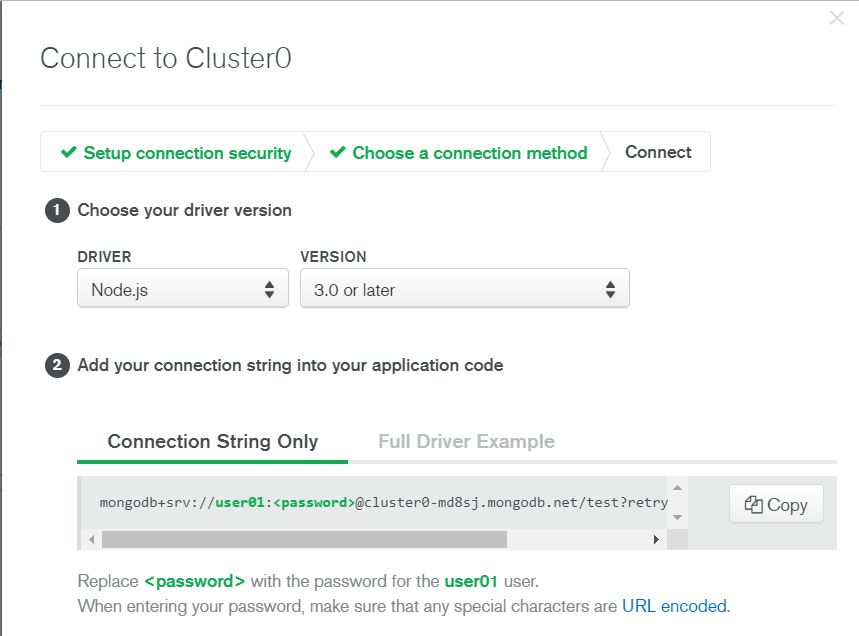 Connect to Cluster0
Setup connection security
Choose a connection method
Connect
1 Choose your driver version
DRIVER VERSION
Node.js 3.0 or later
2 Add your connection string into your application code
Connection String Only Full Driver Example
mongodb+srv://user01:<password>@cluster0-md8sj.mongodb.net/test?retry
Copy
Replace <password> with the password for the user01 user.
When entering your password, make sure that any special characters are URL encoded.